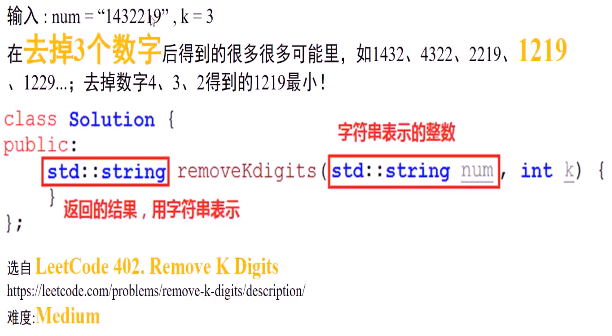 输入 : num = “1432219” , k = 3
在去掉3个数字后得到的很多很多可能里，如1432、4322、2219、1219
、1229...；去掉数字4、3、2得到的1219最小！
class Solution {
public:
字符串表示的整数
std::string removeKdigits(std::string num, int k) {
}
返回的结果，用字符串表示
};
选自 LeetCode 402. Remove K Digits
https://leetcode.com/problems/remove-k-digits/description/
难度:Medium